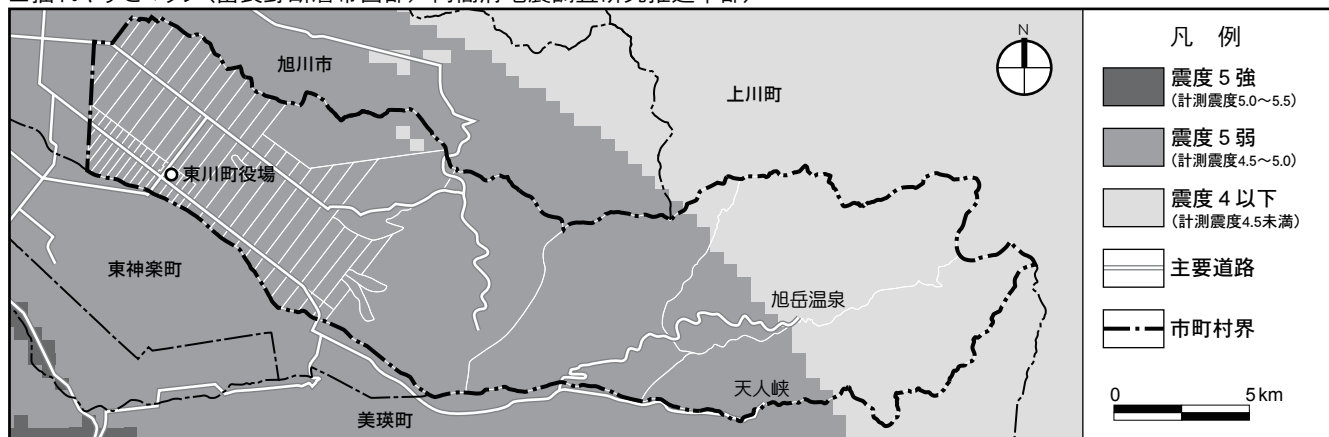 旭川市
上川町
東川町役場
東神楽町
旭岳温泉
天人峡
美瑛町
N
凡 例
震度5強
(計測震度5.0〜5.5)
震度5弱
(計測震度4.5〜5.0)
震度4以下
(計測震度4.5未満)
主要道路
市町村界
0 5km